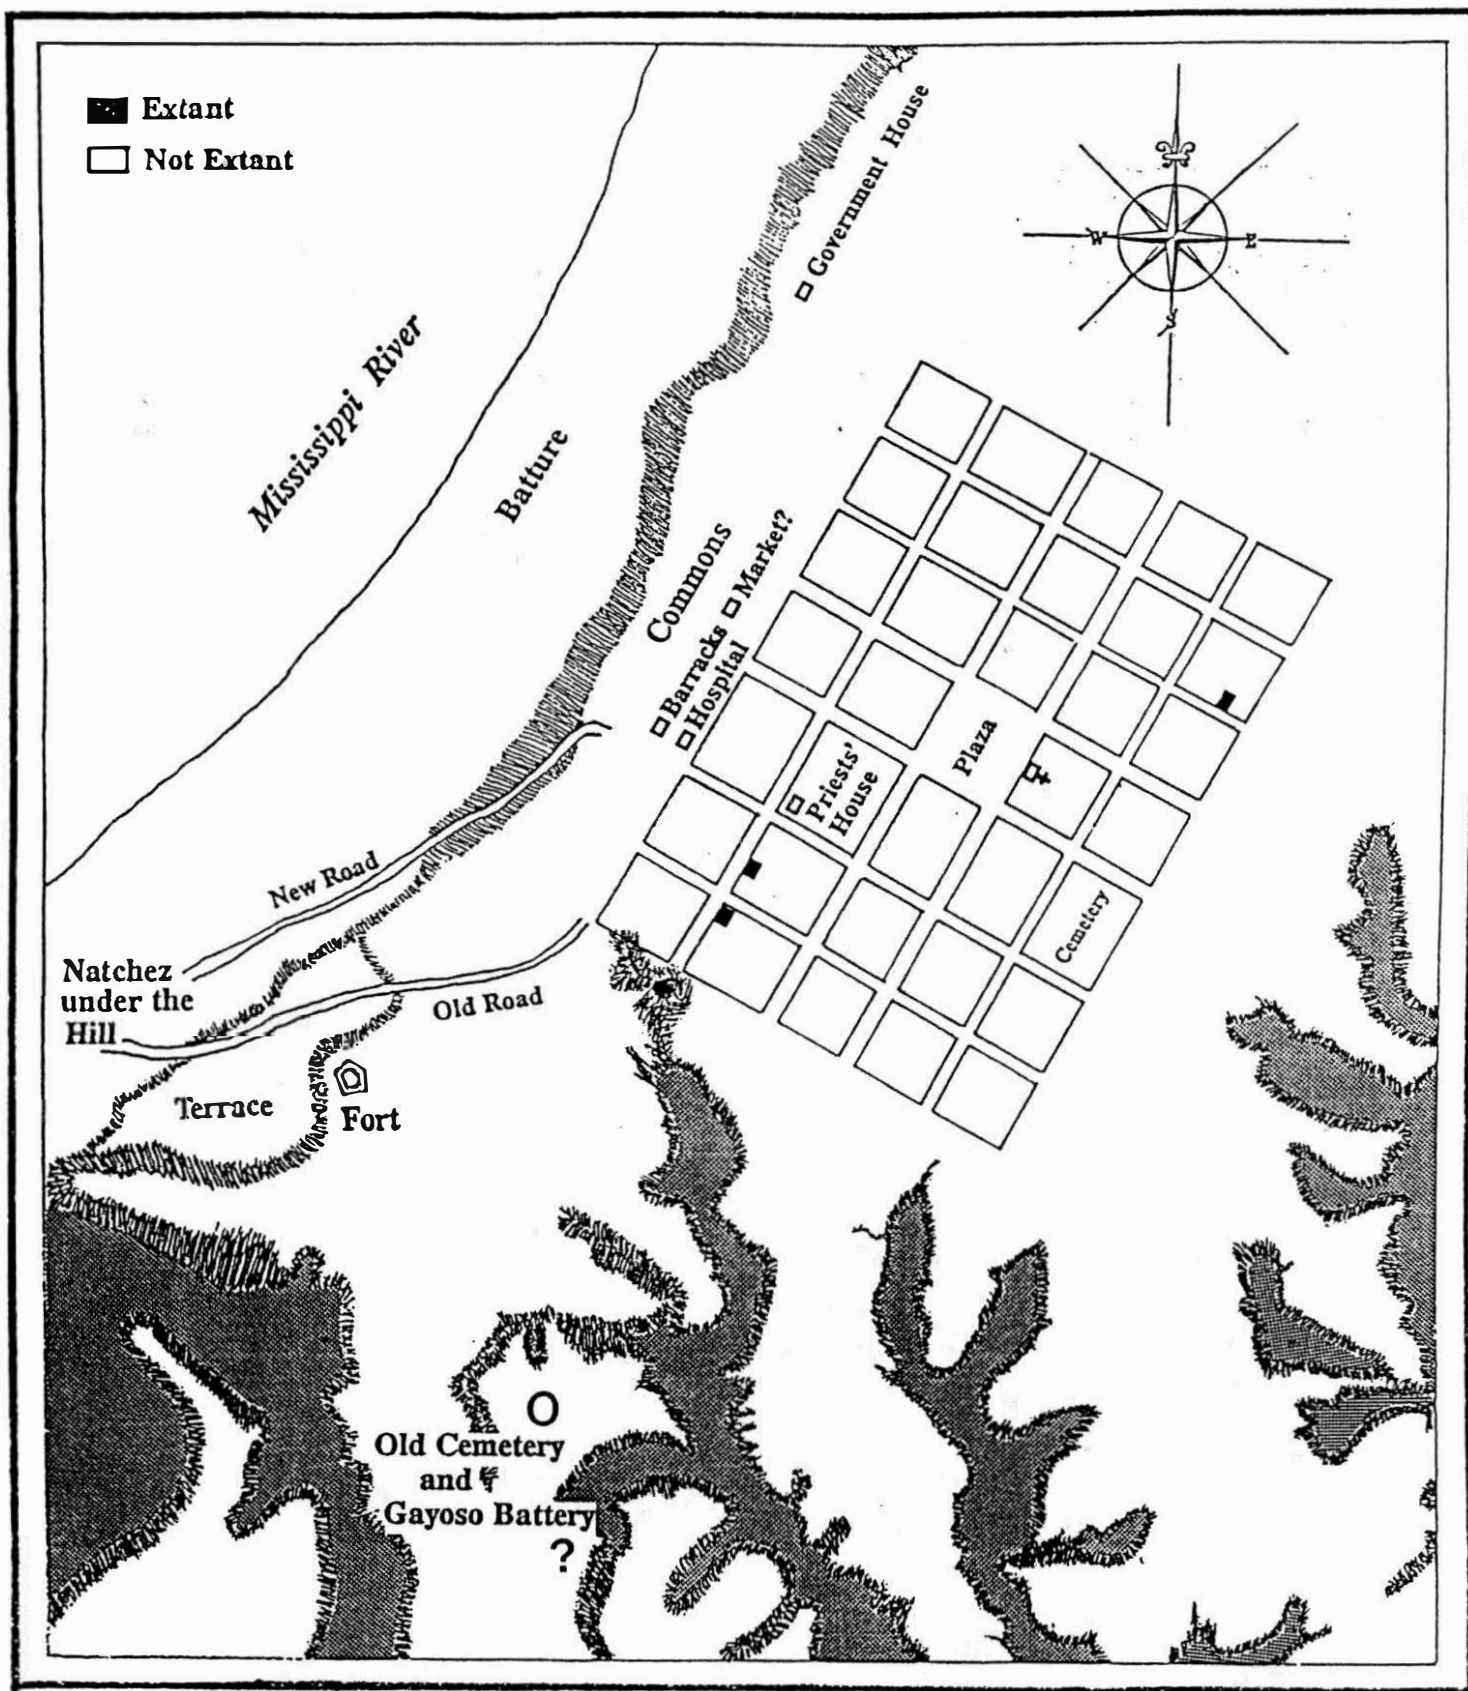 Extant
Not Extant
Government House
W
E
S
Mississippi River
Batture
Commons
Market?
Barracks
Hospital
Plaza
Priests'
House
Cemetery
New Road
Natchez
under the
Hill
Old Road
Terrace
Fort
O
Old Cemetery
and
Gayoso Battery
?